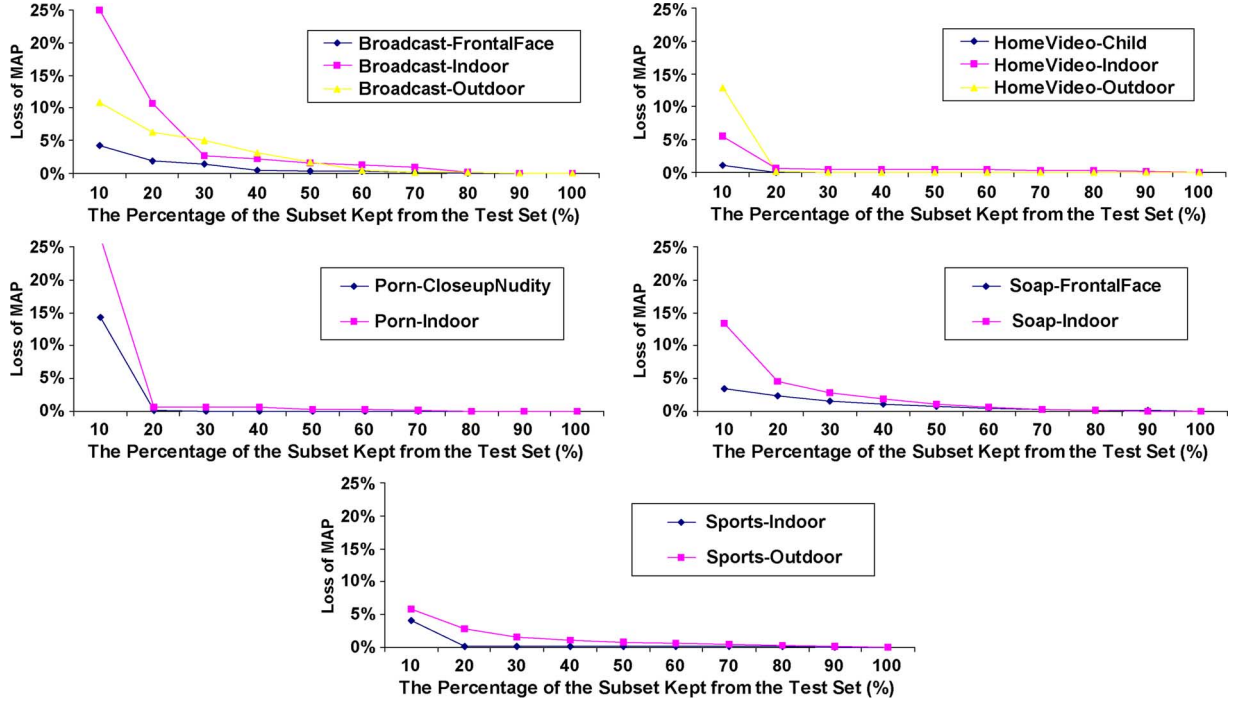 Loss of MAP
25%
20%
15%
10%
5%
0%
Broadcast-FrontalFace
Broadcast-Indoor
Broadcast-Outdoor
10 20 30 40 50 60 70 80 90 100
The Percentage of the Subset Kept from the Test Set (%)
Loss of MAP
25%
20%
15%
10%
5%
0%
HomeVideo-Child
HomeVideo-Indoor
HomeVideo-Outdoor
10 20 30 40 50 60 70 80 90 100
The Percentage of the Subset Kept from the Test Set (%)
Loss of MAP
25%
20%
15%
10%
5%
0%
Porn-CloseupNudity
Porn-Indoor
10 20 30 40 50 60 70 80 90 100
The Percentage of the Subset Kept from the Test Set (%)
Loss of MAP
25%
20%
15%
10%
5%
0%
Soap-FrontalFace
Soap-Indoor
10 20 30 40 50 60 70 80 90 100
The Percentage of the Subset Kept from the Test Set (%)
Loss of MAP
25%
20%
15%
10%
5%
0%
Sports-Indoor
Sports-Outdoor
10 20 30 40 50 60 70 80 90 100
The Percentage of the Subset Kept from the Test Set (%)